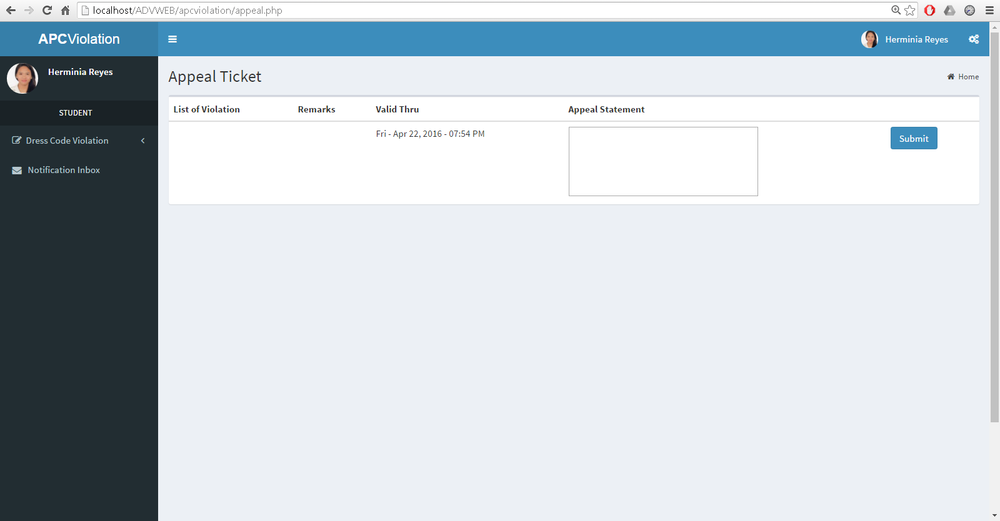 localhost/ADVWEB/apcviolation/appeal.php
APCViolation
Herminia Reyes
Herminia Reyes
STUDENT
Dress Code Violation
Notification Inbox
Appeal Ticket
Home
List of Violation Remarks Valid Thru Appeal Statement
Fri - Apr 22, 2016 - 07:54 PM Submit